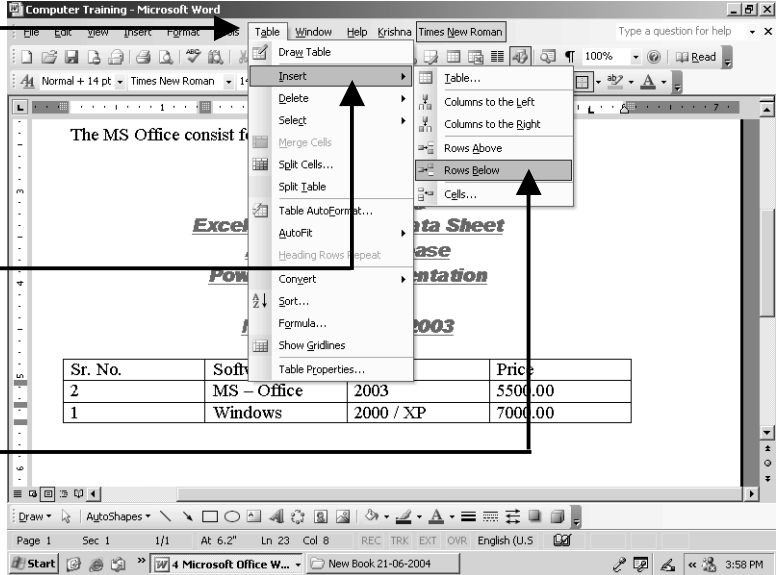 Computer Training - Microsoft Word
File Edit View Insert Format Tools Table Window Help Krishna Times New Roman Type a question for help
100% Read
Normal + 14 pt Times New Roman
Draw Table
Insert
Delete
Select
Merge Cells
Split Cells...
Split Table
Table AutoFormat...
AutoFit
Heading Rows Repeat
Convert
Sort...
Formula...
Show Gridlines
Table Properties...
Table...
Columns to the Left
Columns to the Right
Rows Above
Rows Below
Cells...
The MS Office consist
Excel ta Sheet
ase
Pow entation
2003
Sr. No. Price
2 MS – Office 2003 5500.00
1 Windows 2000 / XP 7000.00
Draw AutoShapes
Page 1 Sec 1 1/1 At 6.2" Ln 23 Col 8 REC TRK EXT OVR English (U.S
Start » 4 Microsoft Office W... New Book 21-06-2004 « 3:58 PM